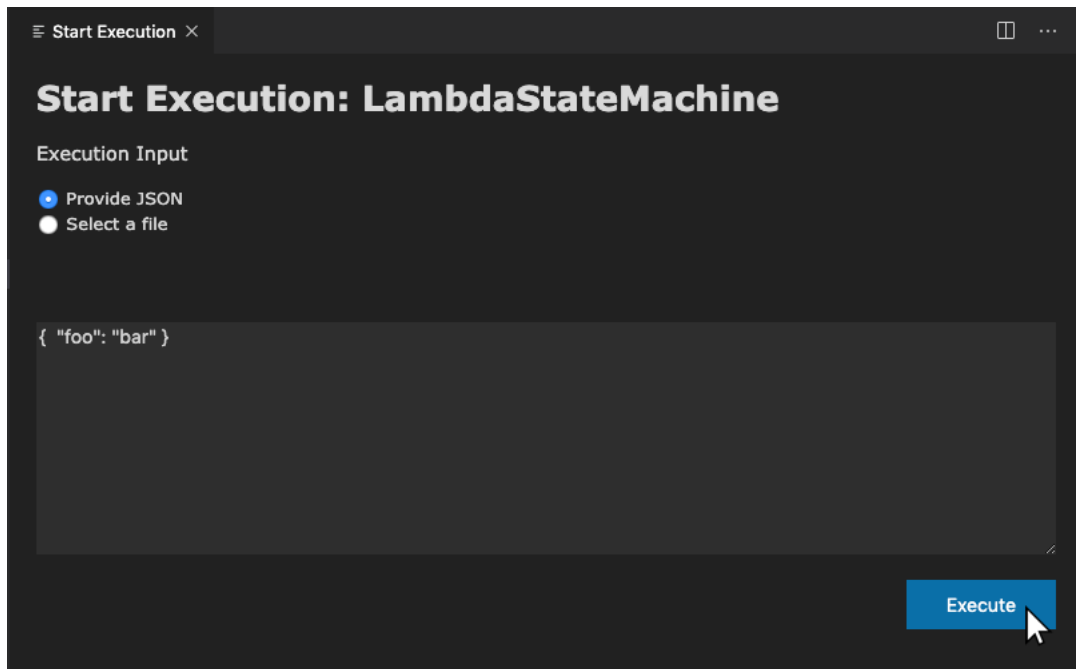 Start Execution
Start Execution: LambdaStateMachine
Execution Input
Provide JSON
Select a file
{ "foo": "bar" }
Execute